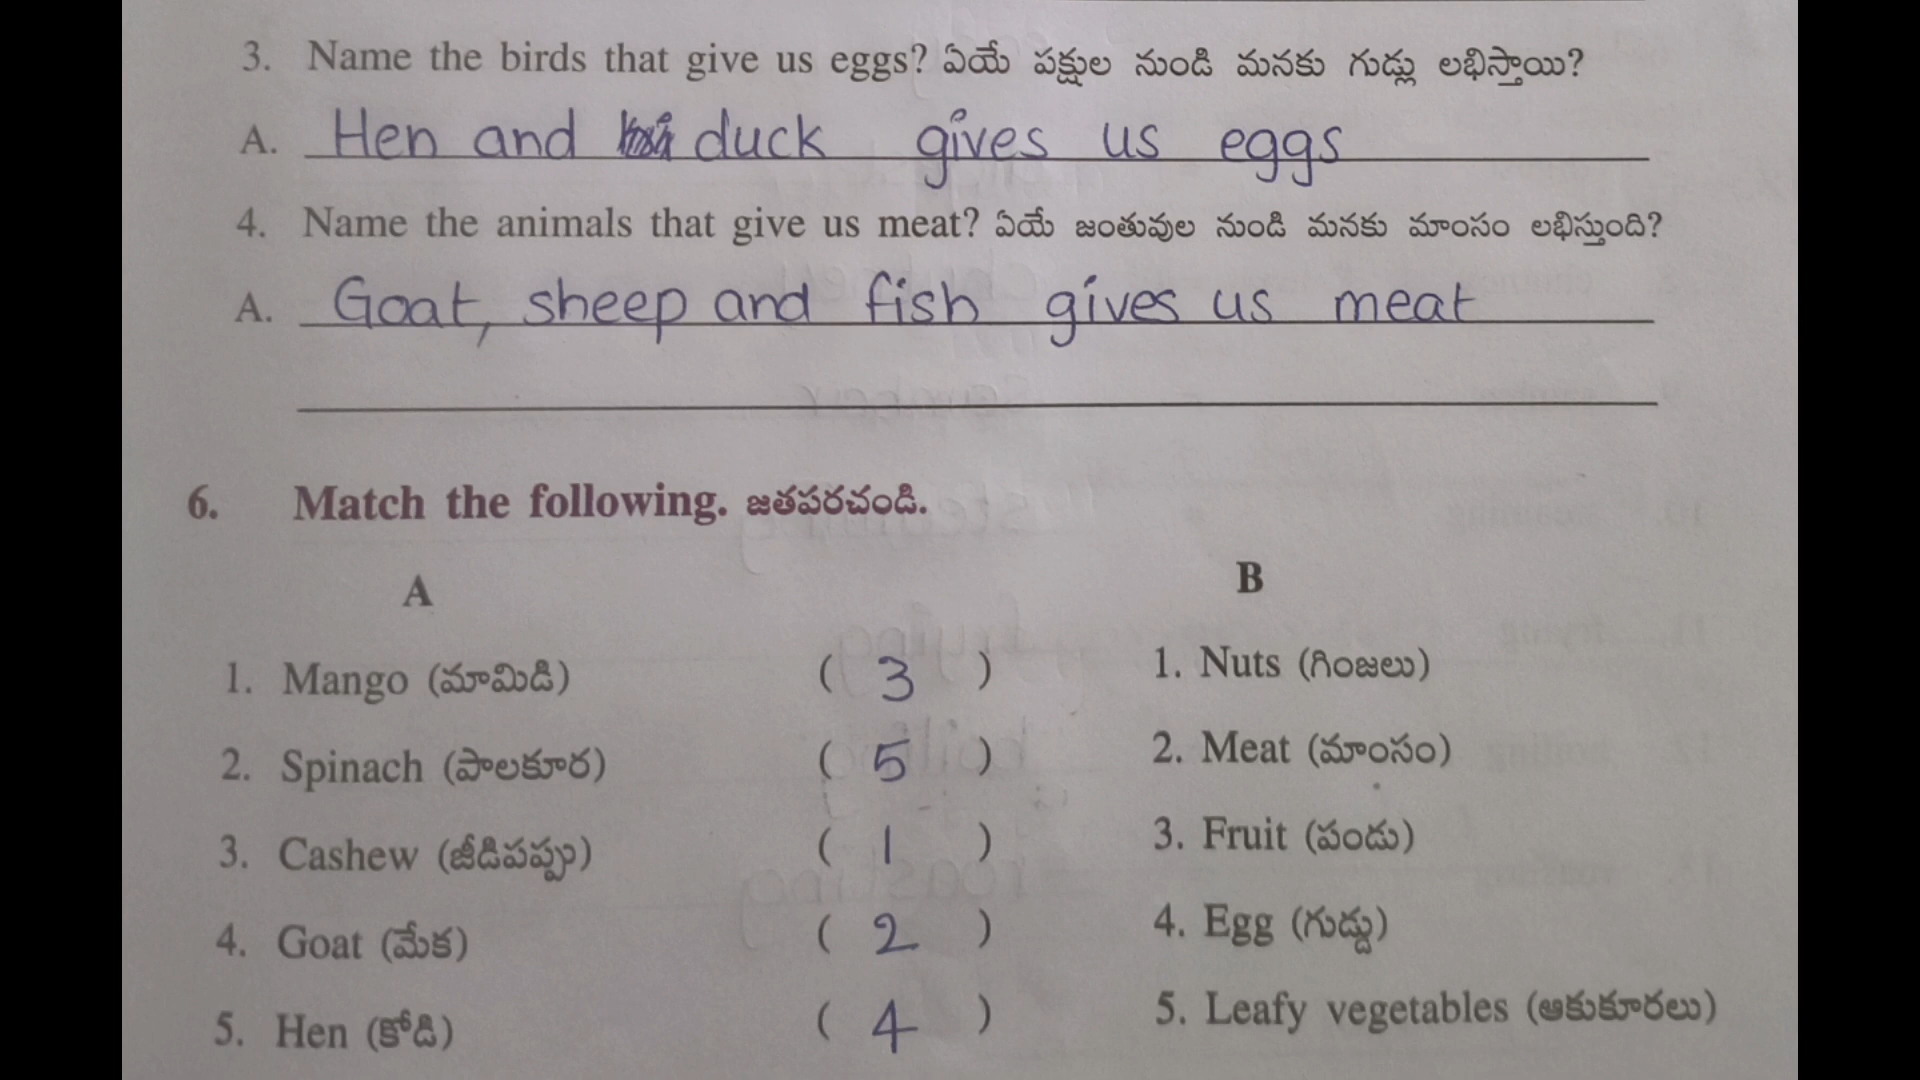 3. Name the birds that give us eggs? ఏయే పక్షుల నుండి మనకు గుడ్లు లభిస్తాయి?
A. Hen and duck gives us eggs
4. Name the animals that give us meat? ఏయే జంతువుల నుండి మనకు మాంసం లభిస్తుంది?
A. Goat, sheep and fish gives us meat
6. Match the following. జతపరచండి.
A B
1. Mango (మామిడి) ( 3 ) 1. Nuts (గింజలు)
2. Spinach (పాలకూర) ( 5 ) 2. Meat (మాంసం)
3. Cashew (జీడిపప్పు) ( 1 ) 3. Fruit (పండు)
4. Goat (మేక) ( 2 ) 4. Egg (గుడ్డు)
5. Hen (కోడి) ( 4 ) 5. Leafy vegetables (ఆకుకూరలు)